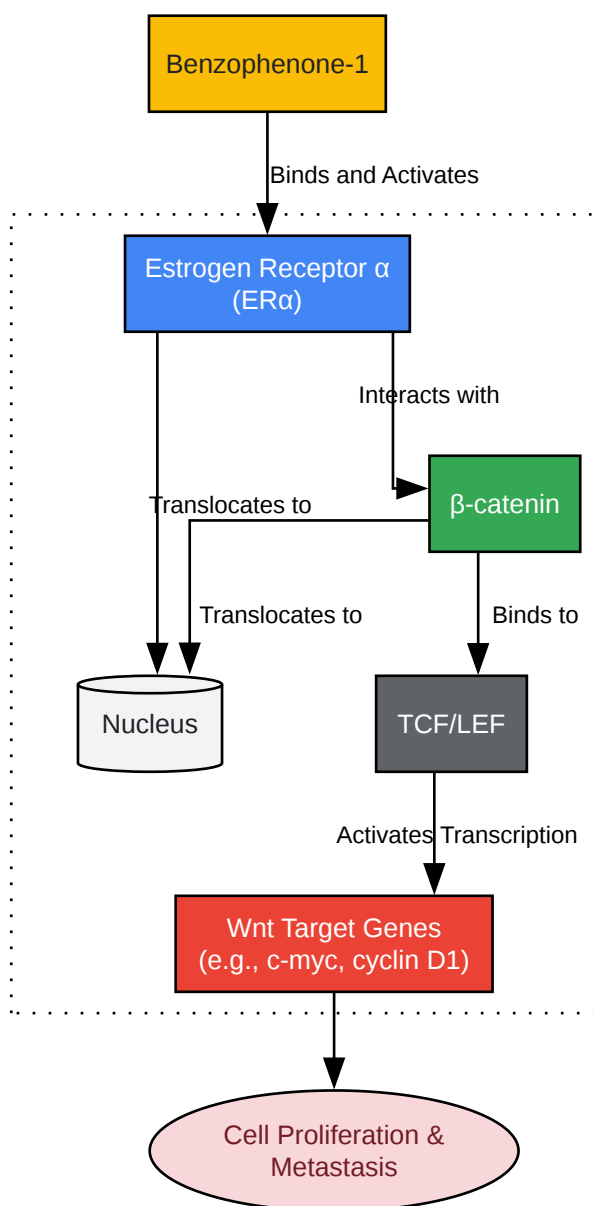 Benzophenone-1
Binds and Activates
Estrogen Receptor α
(ERα)
Interacts with
β-catenin
Translocates to
Translocates to
Binds to
Nucleus
TCF/LEF
Activates Transcription
Wnt Target Genes
(e.g., c-myc, cyclin D1)
Cell Proliferation &
Metastasis